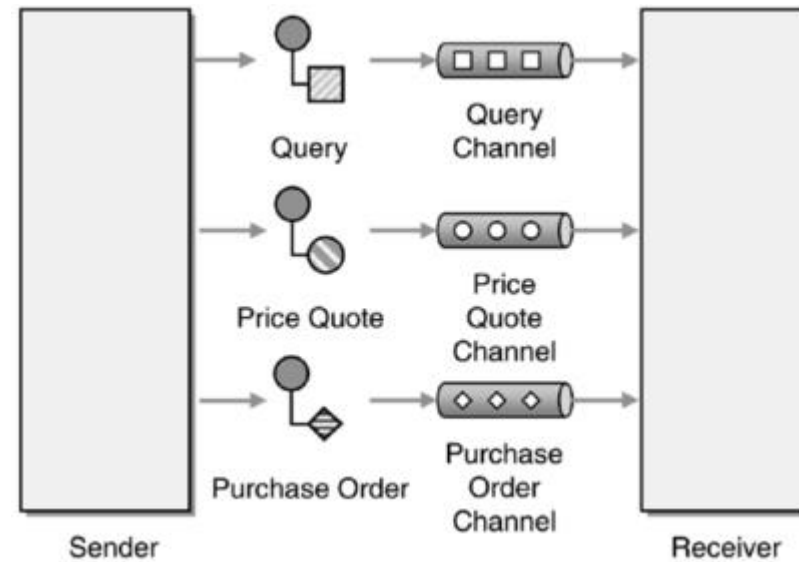 Query
Query
Channel
Price Quote
Price
Quote
Channel
Purchase Order
Purchase
Order
Channel
Sender
Receiver